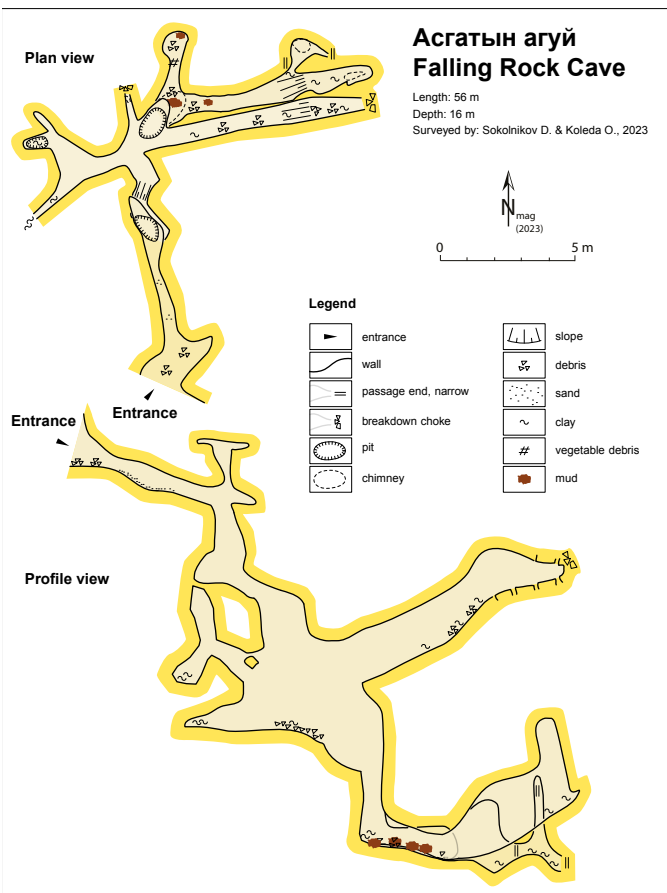 Plan view
Асгатын агуй
Falling Rock Cave
Length: 56 m
Depth: 16 m
Surveyed by: Sokolnikov D. & Koleda O., 2023
N mag
(2023)
0 5 m
Legend
entrance
wall
passage end, narrow
breakdown choke
pit
chimney
slope
debris
sand
clay
vegetable debris
mud
Entrance
Entrance
Profile view